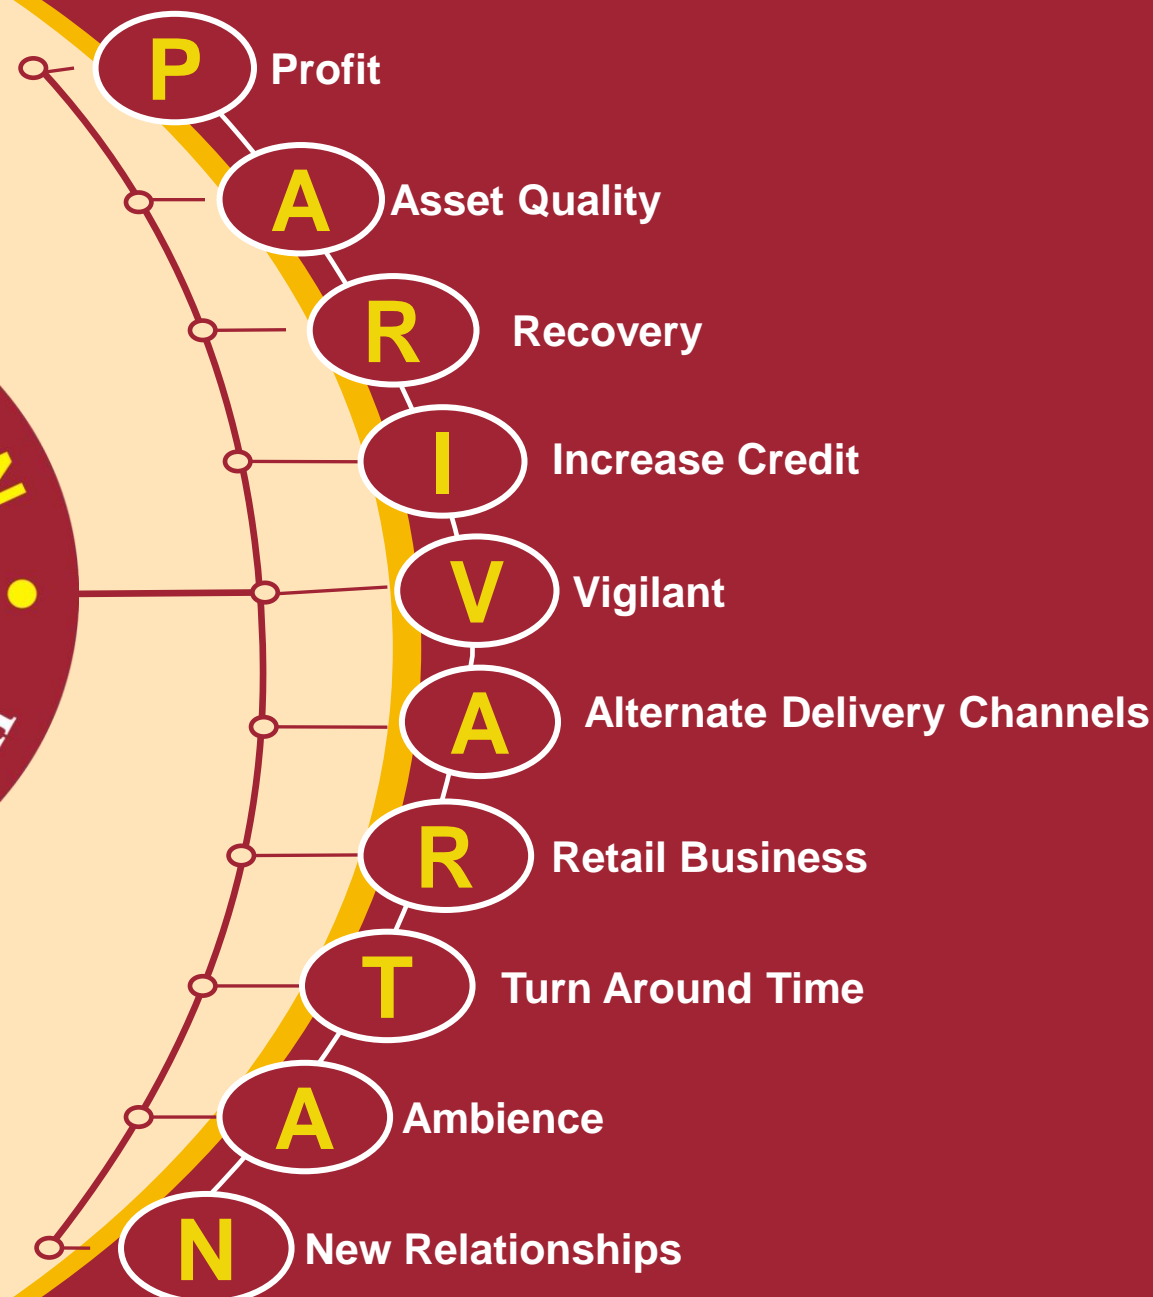 P Profit
A Asset Quality
R Recovery
I Increase Credit
V Vigilant
A Alternate Delivery Channels
R Retail Business
T Turn Around Time
A Ambience
N New Relationships